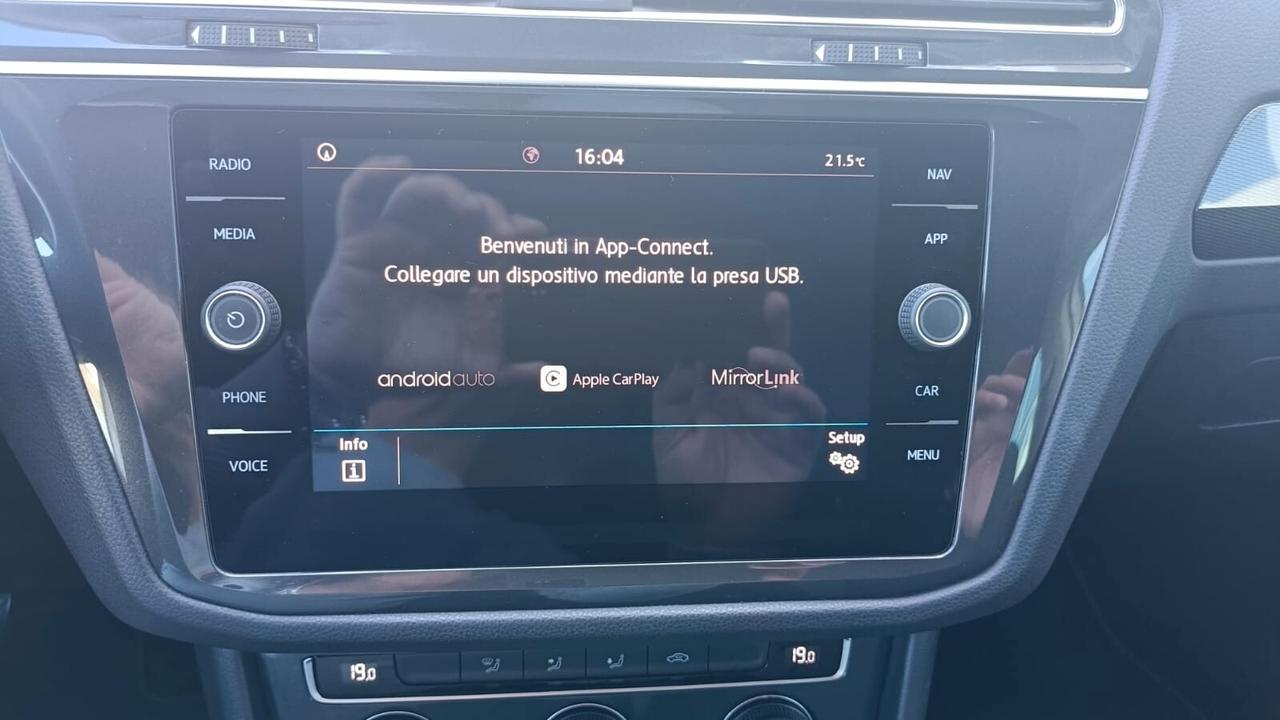 RADIO
MEDIA
PHONE
VOICE
16:04
21.5°C
Benvenuti in App-Connect.
Collegare un dispositivo mediante la presa USB.
androidauto
Apple CarPlay
MirrorLink
Info
Setup
NAV
APP
CAR
MENU
19.0
19.0